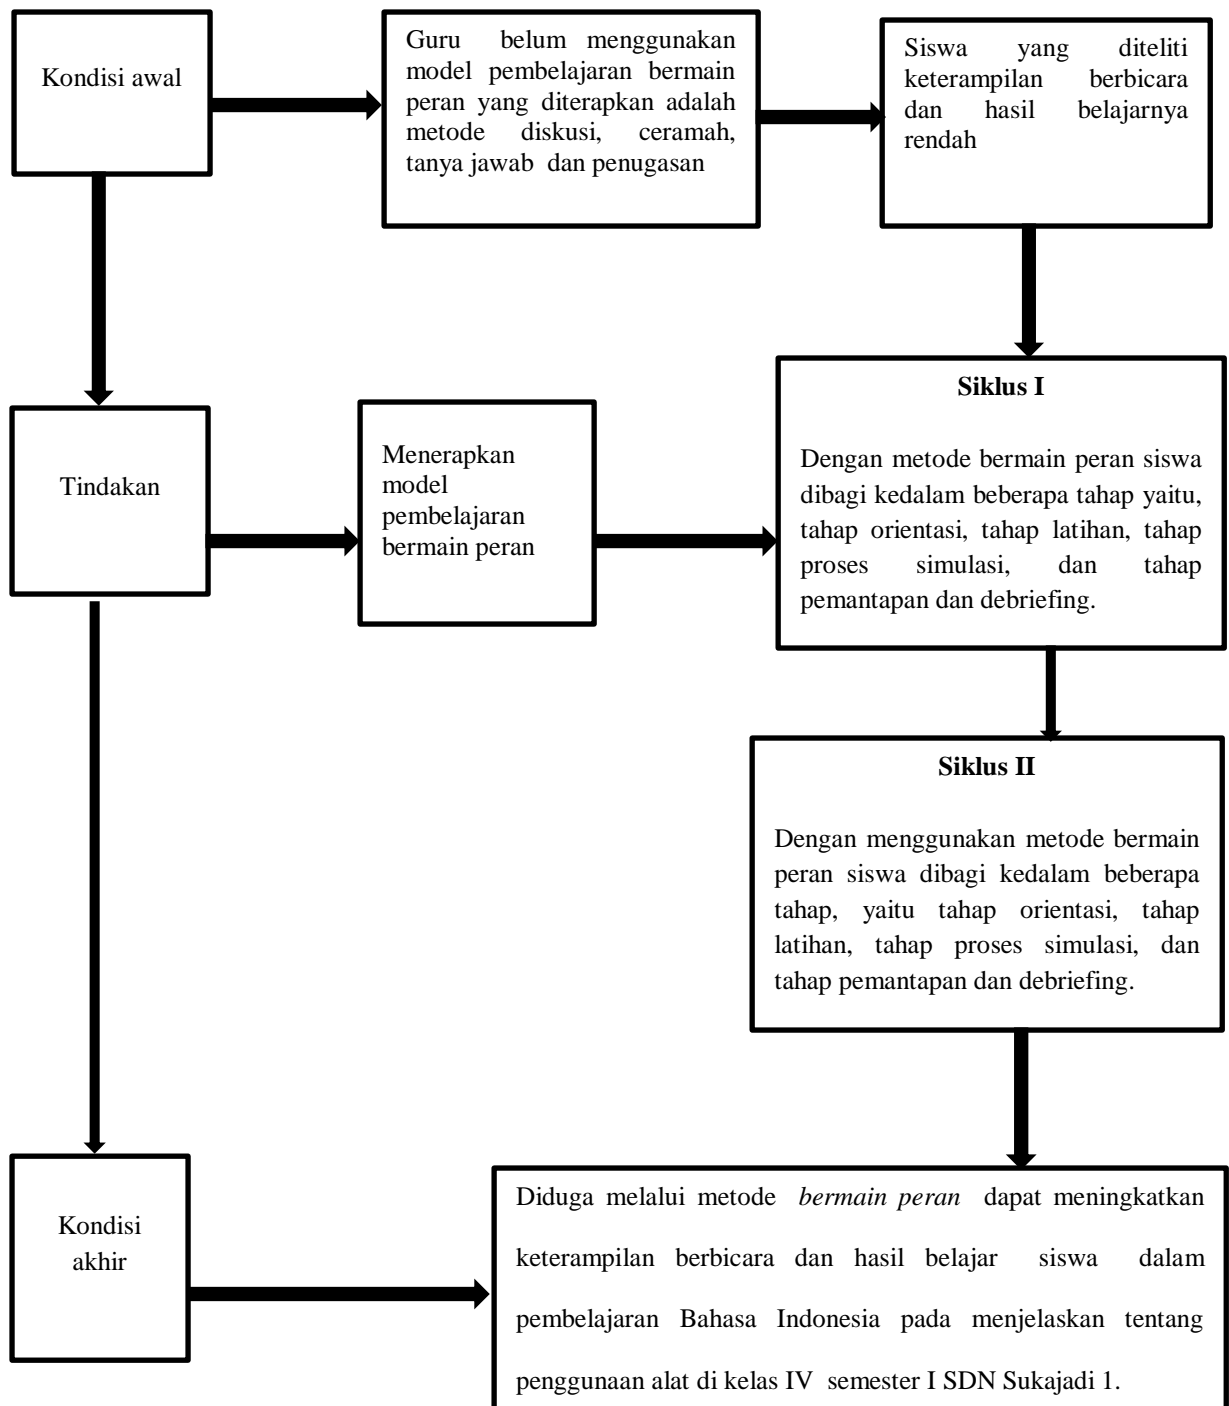 Kondisi awal
Guru belum menggunakan
model pembelajaran bermain
peran yang diterapkan adalah
metode diskusi, ceramah,
tanya jawab dan penugasan
Siswa yang diteliti
keterampilan berbicara
dan hasil belajarnya
rendah
Tindakan
Menerapkan
model
pembelajaran
bermain peran
Siklus I
Dengan metode bermain peran siswa
dibagi kedalam beberapa tahap yaitu,
tahap orientasi, tahap latihan, tahap
proses simulasi, dan tahap
pemantapan dan debriefing.
Siklus II
Dengan menggunakan metode bermain
peran siswa dibagi kedalam beberapa
tahap, yaitu tahap orientasi, tahap
latihan, tahap proses simulasi, dan
tahap pemantapan dan debriefing.
Kondisi
akhir
Diduga melalui metode bermain peran dapat meningkatkan
keterampilan berbicara dan hasil belajar siswa dalam
pembelajaran Bahasa Indonesia pada menjelaskan tentang
penggunaan alat di kelas IV semester I SDN Sukajadi 1.